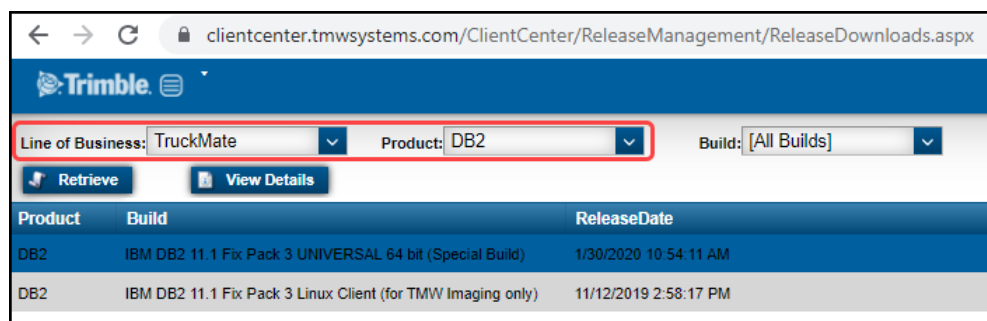 clientcenter.tmwsystems.com/ClientCenter/ReleaseManagement/ReleaseDownloads.aspx
Trimble.
Line of Business: TruckMate Product: DB2 Build: [All Builds]
Retrieve View Details
Product Build ReleaseDate
DB2 IBM DB2 11.1 Fix Pack 3 UNIVERSAL 64 bit (Special Build) 1/30/2020 10:54:11 AM
DB2 IBM DB2 11.1 Fix Pack 3 Linux Client (for TMW Imaging only) 11/12/2019 2:58:17 PM